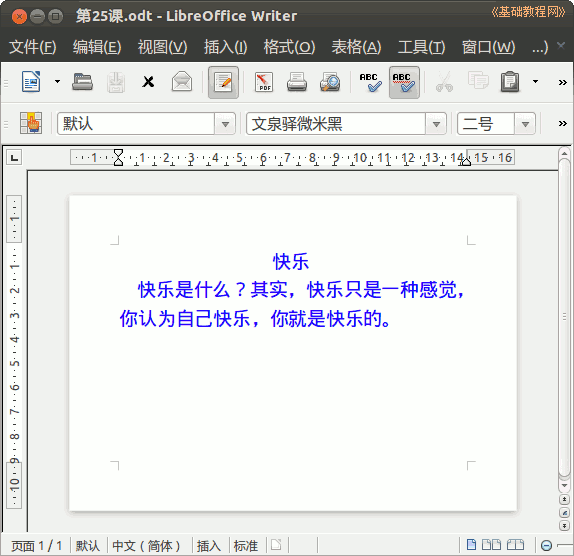 第25课.odt - LibreOffice Writer
《基础教程网》
文件(F) 编辑(E) 视图(V) 插入(I) 格式(O) 表格(A) 工具(T) 窗口(W) ...)
PDF ABC ABC
默认 文泉驿微米黑 二号
1 1 2 3 4 5 6 7 8 9 10 11 12 13 14 15 16
1
1
2
3
4
5
6
7
8
9
10
快乐
快乐是什么？其实，快乐只是一种感觉，
你认为自己快乐，你就是快乐的。
页面 1 / 1 默认 中文（简体） 插入 标准